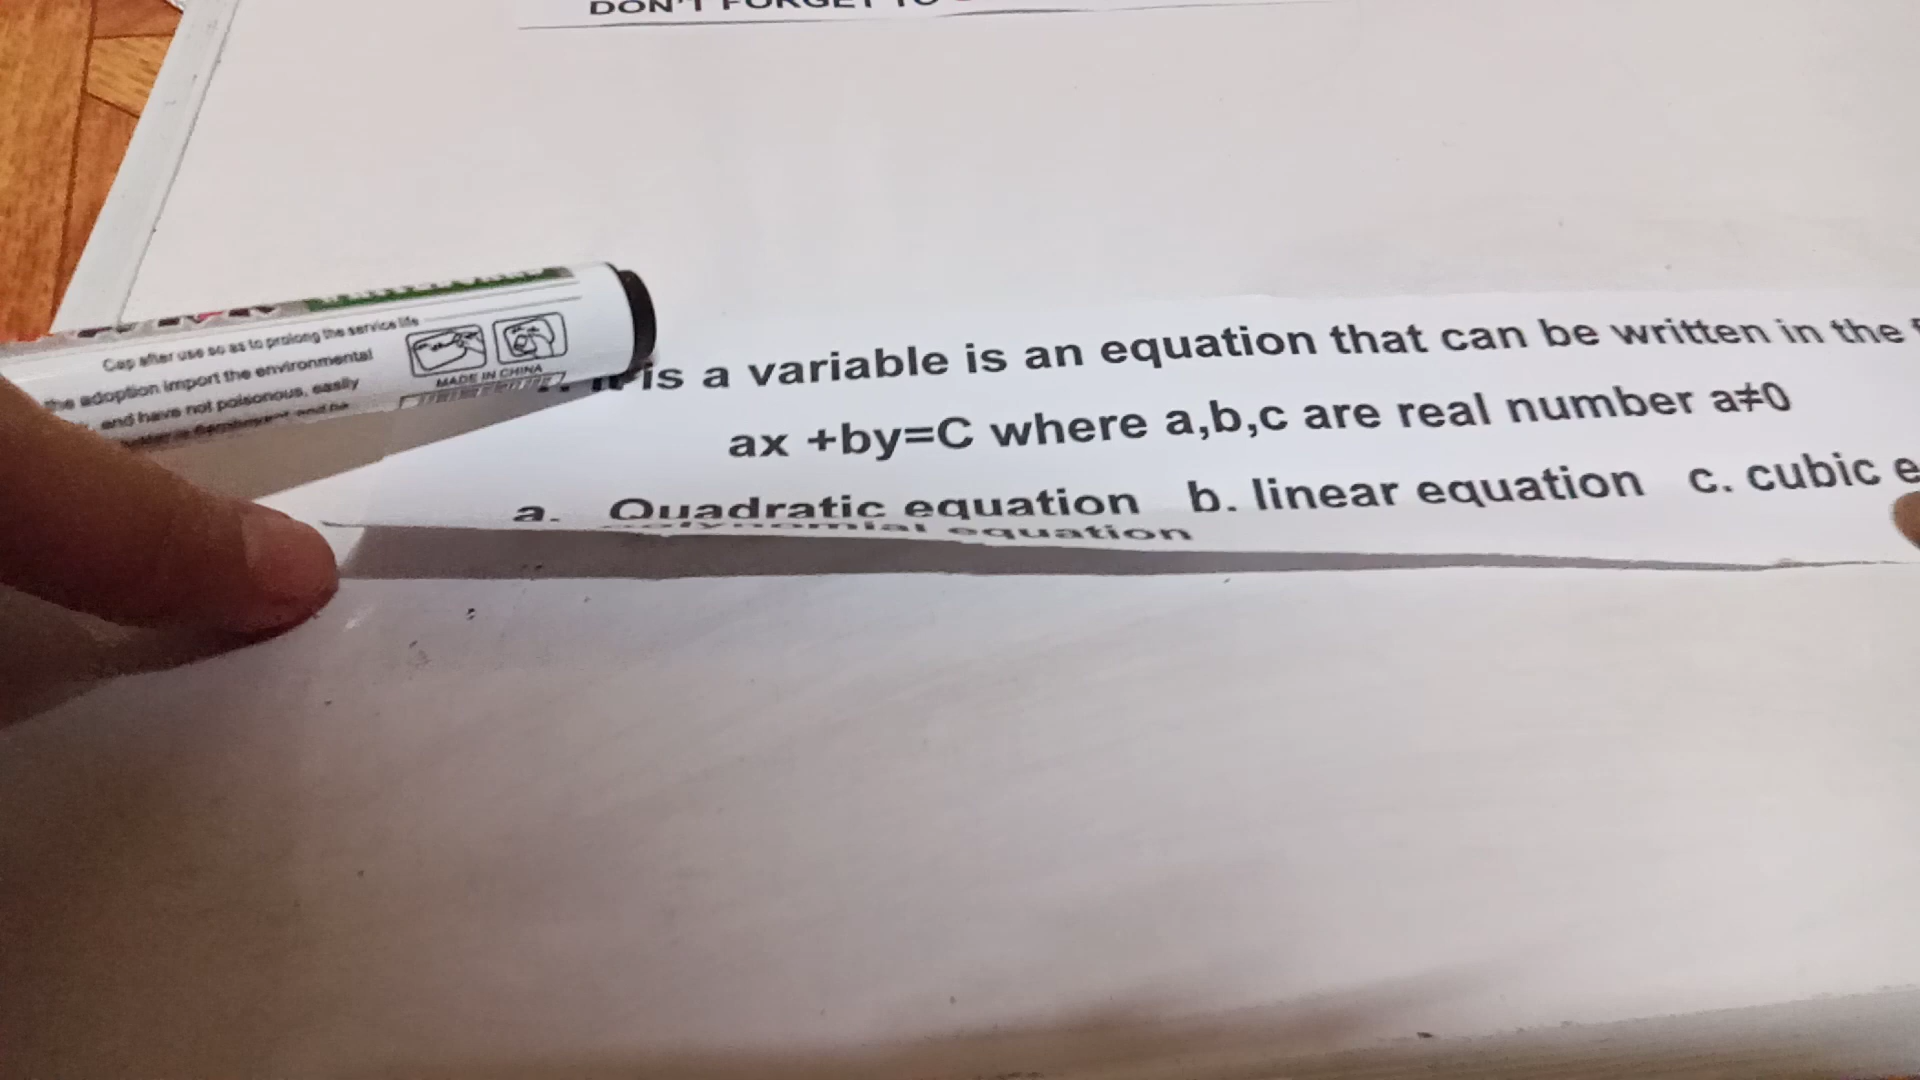 DON'T FORGET TO
Cap after use so as to prolong the service life
the adoption import the environmental
and have not poisonous, easily
MADE IN CHINA
is a variable is an equation that can be written in the
ax +by=C where a,b,c are real number a≠0
a. Quadratic equation b. linear equation c. cubic e
equation